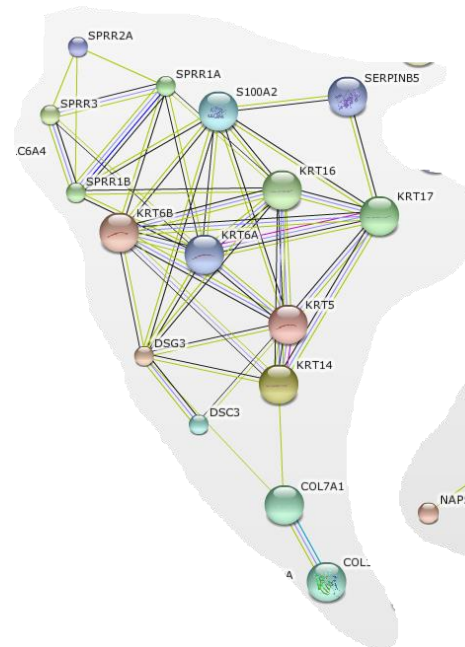 SPRR2A
SPRR1A
S100A2
SERPINB5
SPRR3
C6A4
SPRR1B
KRT16
KRT17
KRT6B
KRT6A
KRT5
DSG3
KRT14
DSC3
COL7A1
NAP
COL
A